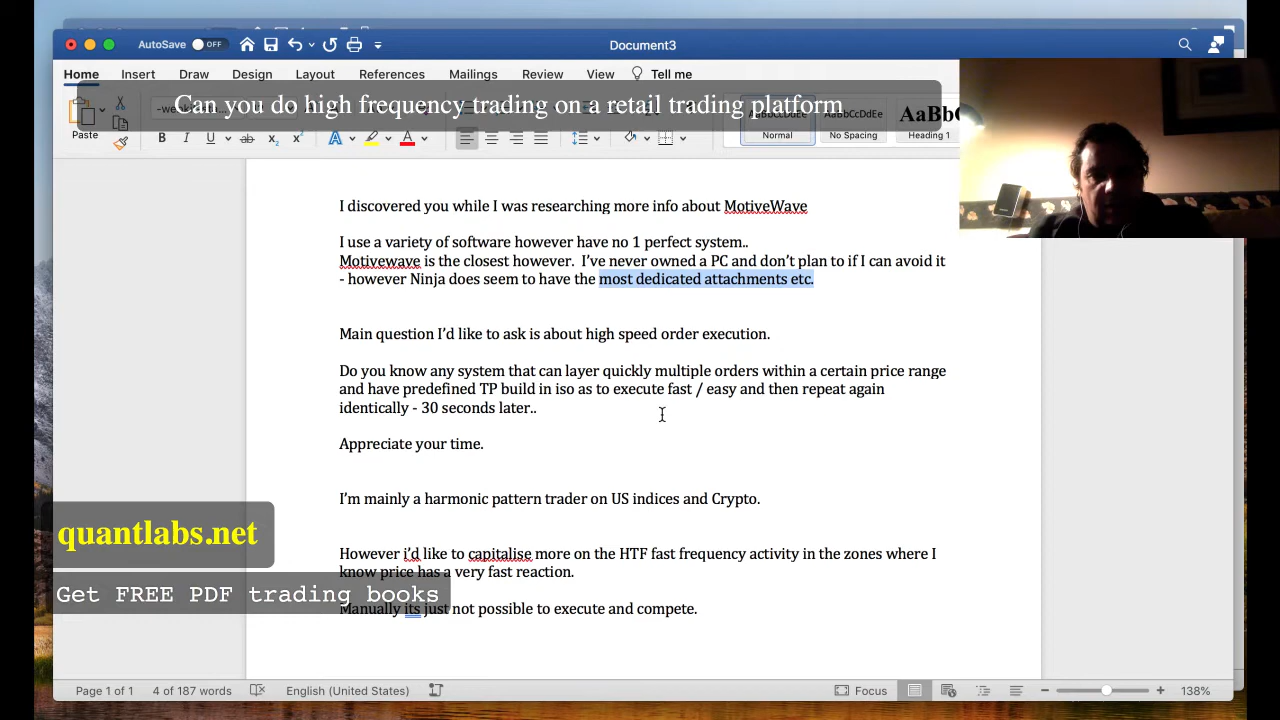 AutoSave OFF
Document3
Home Insert Draw Design Layout References Mailings Review View Tell me
Can you do high frequency trading on a retail trading platform
Paste
B I U ab x₂ x² A A
AaBbCcDdEe AaBbCcDdEe AaBbC
Normal No Spacing Heading 1
I discovered you while I was researching more info about MotiveWave
I use a variety of software however have no 1 perfect system..
Motivewave is the closest however. I've never owned a PC and don't plan to if I can avoid it
- however Ninja does seem to have the most dedicated attachments etc.
Main question I'd like to ask is about high speed order execution.
Do you know any system that can layer quickly multiple orders within a certain price range
and have predefined TP build in iso as to execute fast / easy and then repeat again
identically - 30 seconds later..
Appreciate your time.
I'm mainly a harmonic pattern trader on US indices and Crypto.
quantlabs.net
However i'd like to capitalise more on the HTF fast frequency activity in the zones where I
know price has a very fast reaction.
Get FREE PDF trading books
Manually its just not possible to execute and compete.
Page 1 of 1 4 of 187 words English (United States) Focus 138%